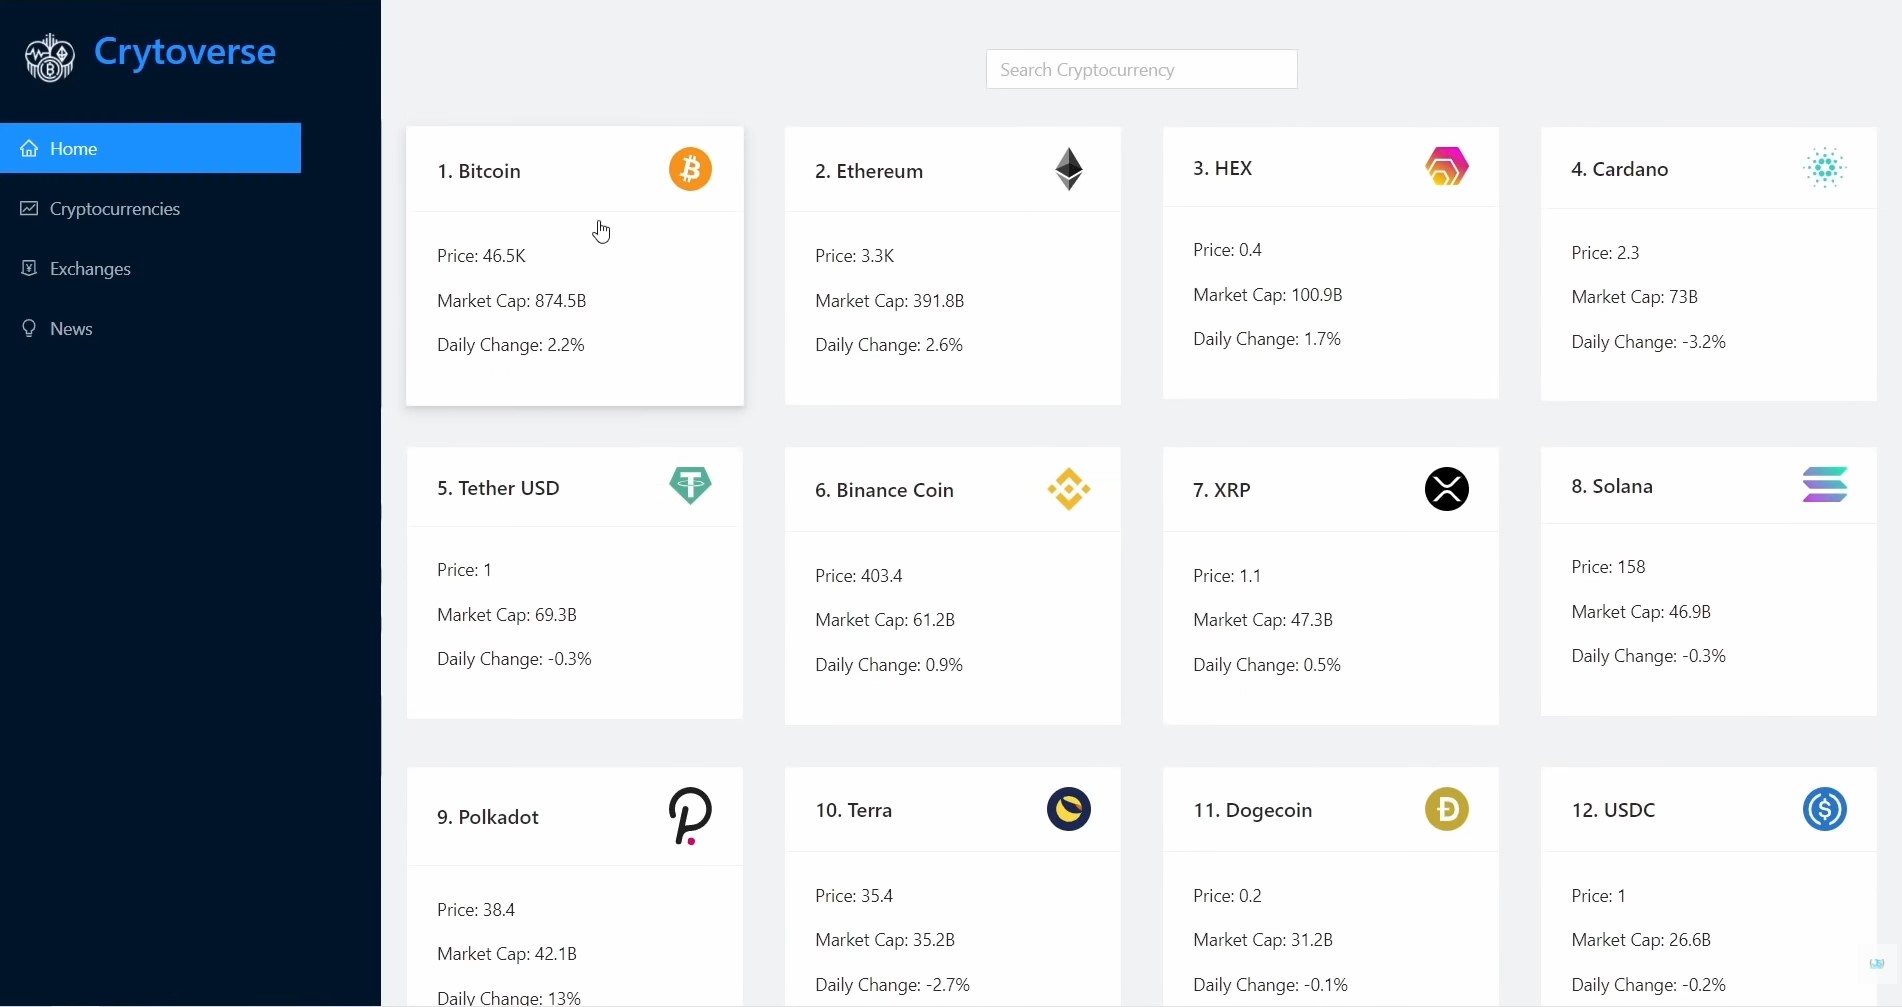 Crytoverse
Home
Cryptocurrencies
Exchanges
News
Search Cryptocurrency
1. Bitcoin
Price: 46.5K
Market Cap: 874.5B
Daily Change: 2.2%
2. Ethereum
Price: 3.3K
Market Cap: 391.8B
Daily Change: 2.6%
3. HEX
Price: 0.4
Market Cap: 100.9B
Daily Change: 1.7%
4. Cardano
Price: 2.3
Market Cap: 73B
Daily Change: -3.2%
5. Tether USD
Price: 1
Market Cap: 69.3B
Daily Change: -0.3%
6. Binance Coin
Price: 403.4
Market Cap: 61.2B
Daily Change: 0.9%
7. XRP
Price: 1.1
Market Cap: 47.3B
Daily Change: 0.5%
8. Solana
Price: 158
Market Cap: 46.9B
Daily Change: -0.3%
9. Polkadot
Price: 38.4
Market Cap: 42.1B
Daily Change: 13%
10. Terra
Price: 35.4
Market Cap: 35.2B
Daily Change: -2.7%
11. Dogecoin
Price: 0.2
Market Cap: 31.2B
Daily Change: -0.1%
12. USDC
Price: 1
Market Cap: 26.6B
Daily Change: -0.2%